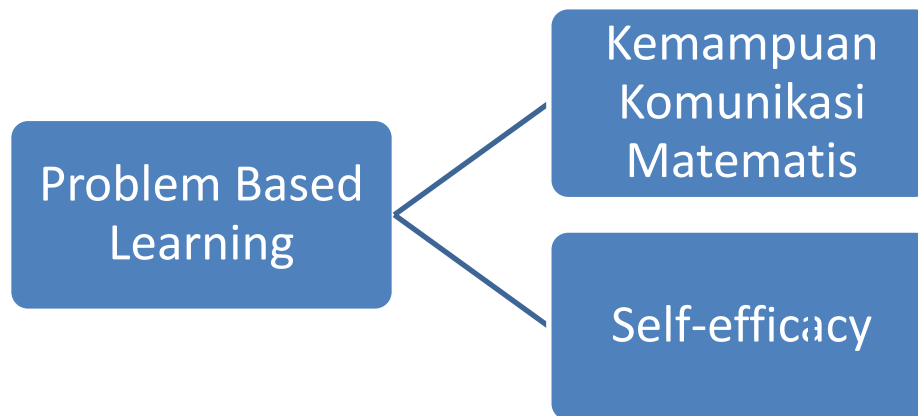 Problem Based
Learning
Kemampuan
Komunikasi
Matematis
Self-efficacy